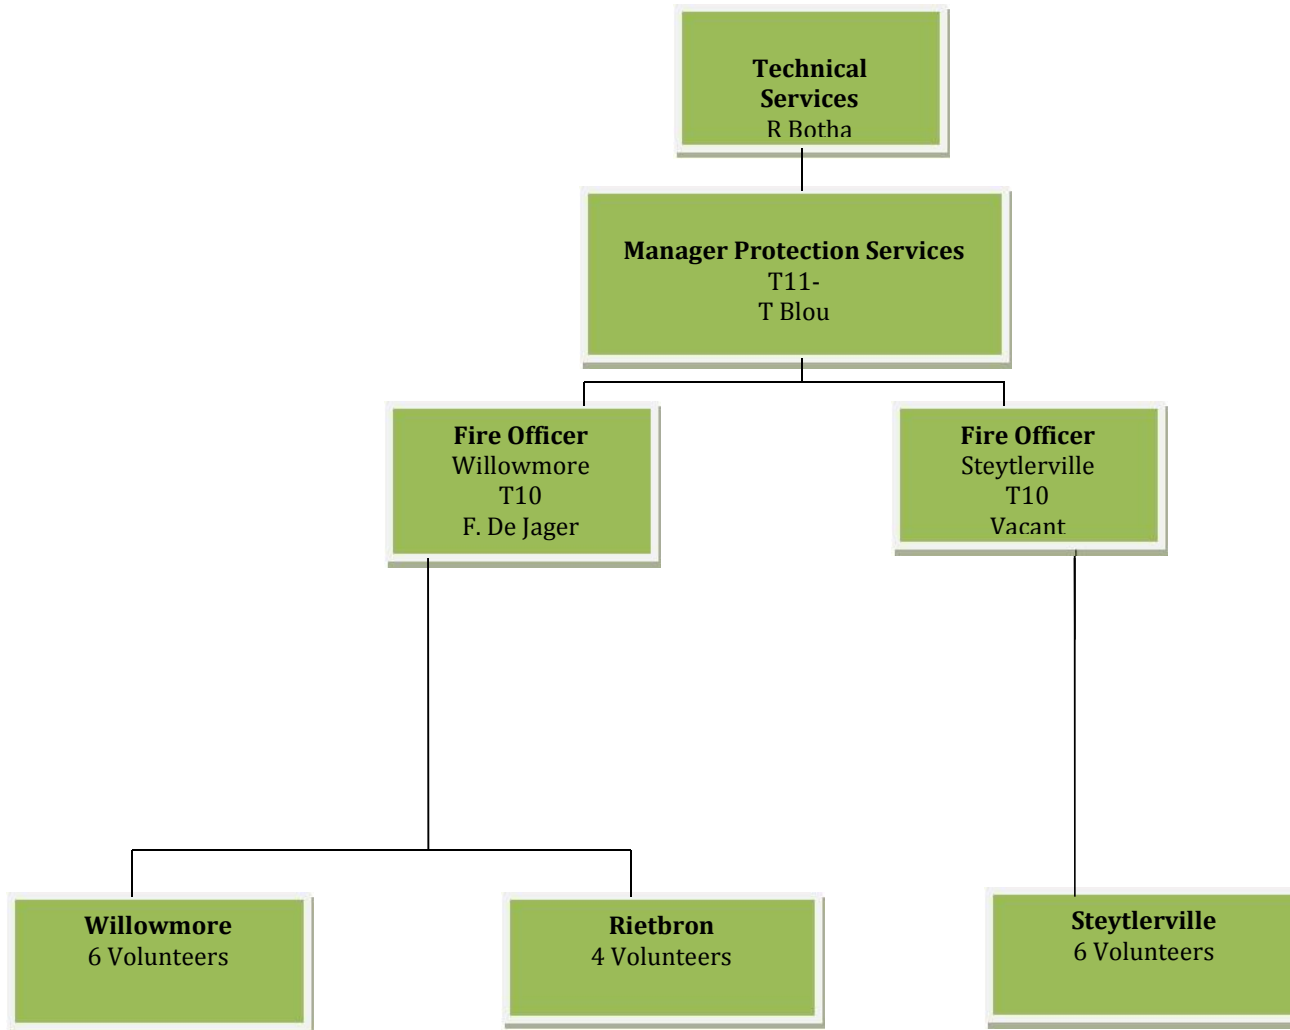 Technical
Services
R Botha
Manager Protection Services
T11-
T Blou
Fire Officer
Willowmore
T10
F. De Jager
Fire Officer
Steytlerville
T10
Vacant
Willowmore
6 Volunteers
Rietbron
4 Volunteers
Steytlerville
6 Volunteers